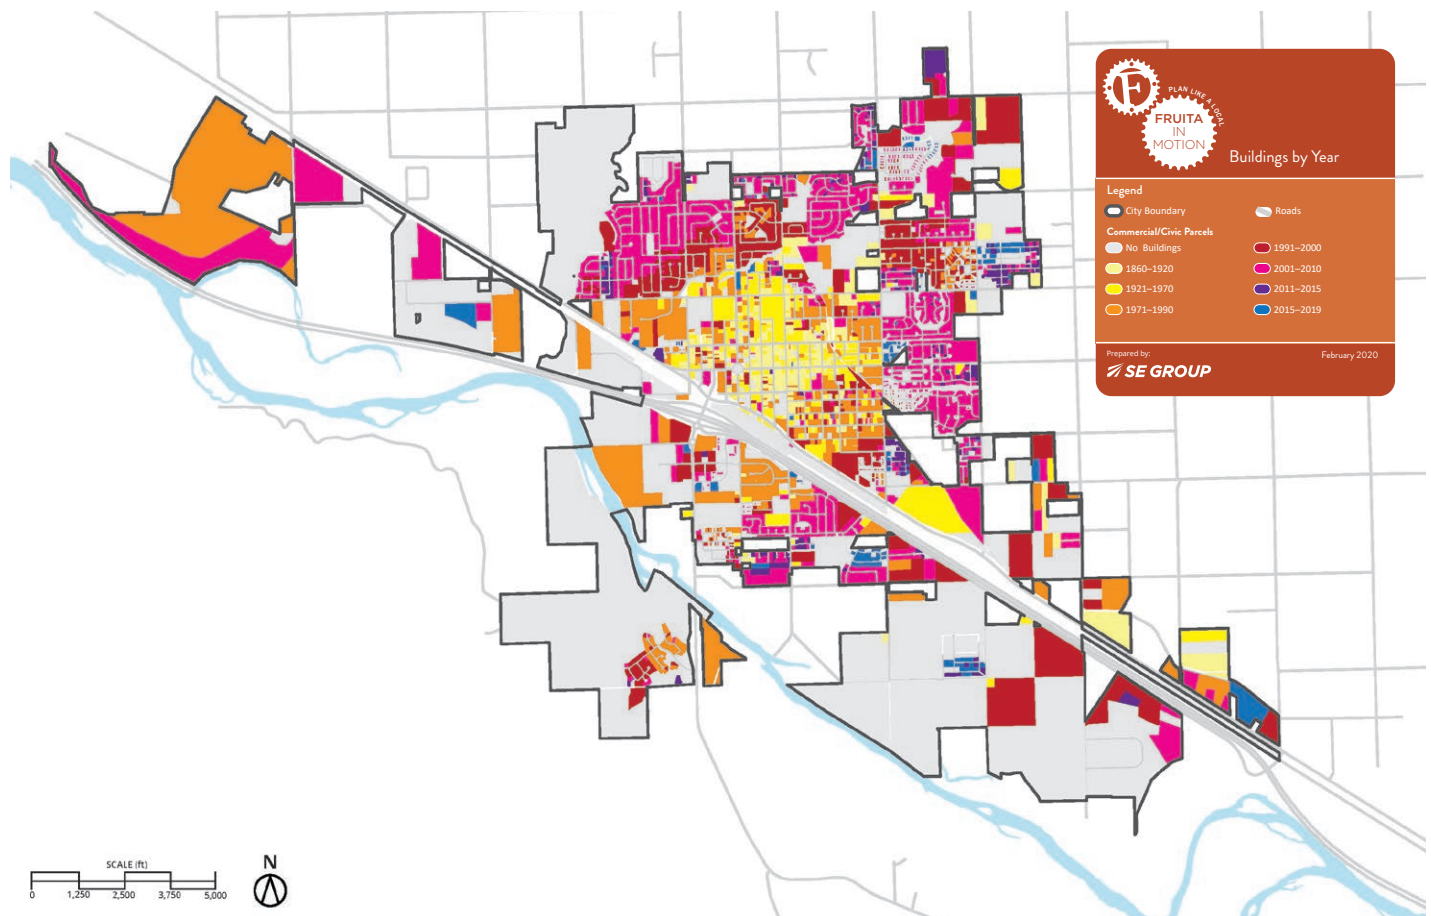 F
PLAN LIKE A LOCAL
FRUITA
IN
MOTION
Buildings by Year
Legend
City Boundary
Roads
Commercial/Civic Parcels
No Buildings
1860–1920
1921–1970
1971–1990
1991–2000
2001–2010
2011–2015
2015–2019
Prepared by:
February 2020
SE GROUP
SCALE (ft)
0 1,250 2,500 3,750 5,000
N